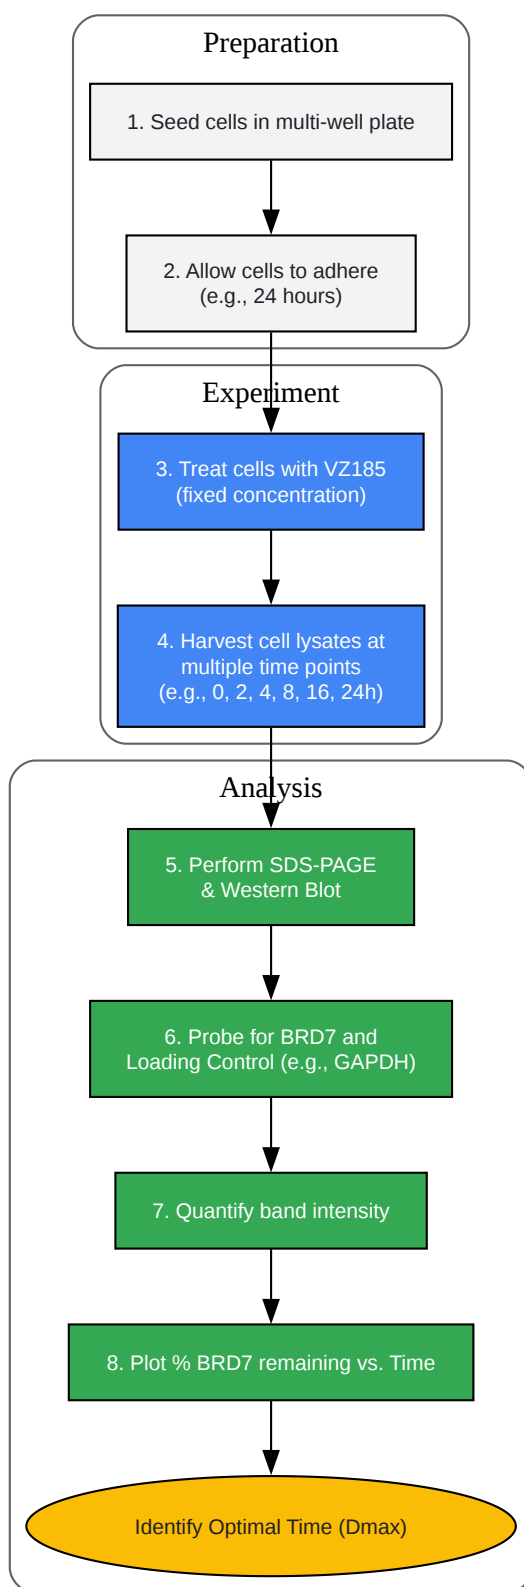 Preparation
1. Seed cells in multi-well plate
2. Allow cells to adhere
(e.g., 24 hours)
Experiment
3. Treat cells with VZ185
(fixed concentration)
4. Harvest cell lysates at
multiple time points
(e.g., 0, 2, 4, 8, 16, 24h)
Analysis
5. Perform SDS-PAGE
& Western Blot
6. Probe for BRD7 and
Loading Control (e.g., GAPDH)
7. Quantify band intensity
8. Plot % BRD7 remaining vs. Time
Identify Optimal Time (Dmax)